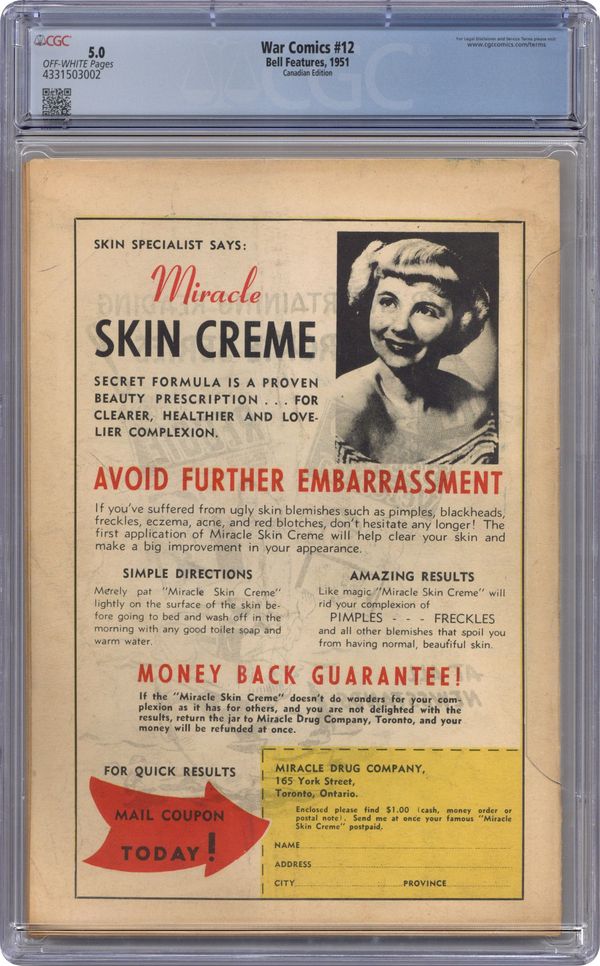 CGC
5.0
OFF-WHITE Pages
4331503002
War Comics #12
Bell Features, 1951
Canadian Edition
For Legal Disclaimer and Service Terms please visit
www.cgccomics.com/terms
CGC
SKIN SPECIALIST SAYS:
Miracle
SKIN CREME
SECRET FORMULA IS A PROVEN
BEAUTY PRESCRIPTION . . . FOR
CLEARER, HEALTHIER AND LOVE-
LIER COMPLEXION.
AVOID FURTHER EMBARRASSMENT
If you've suffered from ugly skin blemishes such as pimples, blackheads,
freckles, eczema, acne, and red blotches, don't hesitate any longer! The
first application of Miracle Skin Creme will help clear your skin and
make a big improvement in your appearance.
SIMPLE DIRECTIONS
Merely pat "Miracle Skin Creme"
lightly on the surface of the skin be-
fore going to bed and wash off in the
morning with any good toilet soap and
warm water.
AMAZING RESULTS
Like magic "Miracle Skin Creme" will
rid your complexion of
PIMPLES - - - FRECKLES
and all other blemishes that spoil you
from having normal, beautiful skin.
MONEY BACK GUARANTEE!
If the "Miracle Skin Creme" doesn't do wonders for your com-
plexion as it has for others, and you are not delighted with the
results, return the jar to Miracle Drug Company, Toronto, and your
money will be refunded at once.
FOR QUICK RESULTS
MAIL COUPON
TODAY!
MIRACLE DRUG COMPANY,
165 York Street,
Toronto, Ontario.
Enclosed please find $1.00 (cash, money order or
postal note). Send me at once your famous "Miracle
Skin Creme" postpaid.
NAME
ADDRESS
CITY PROVINCE